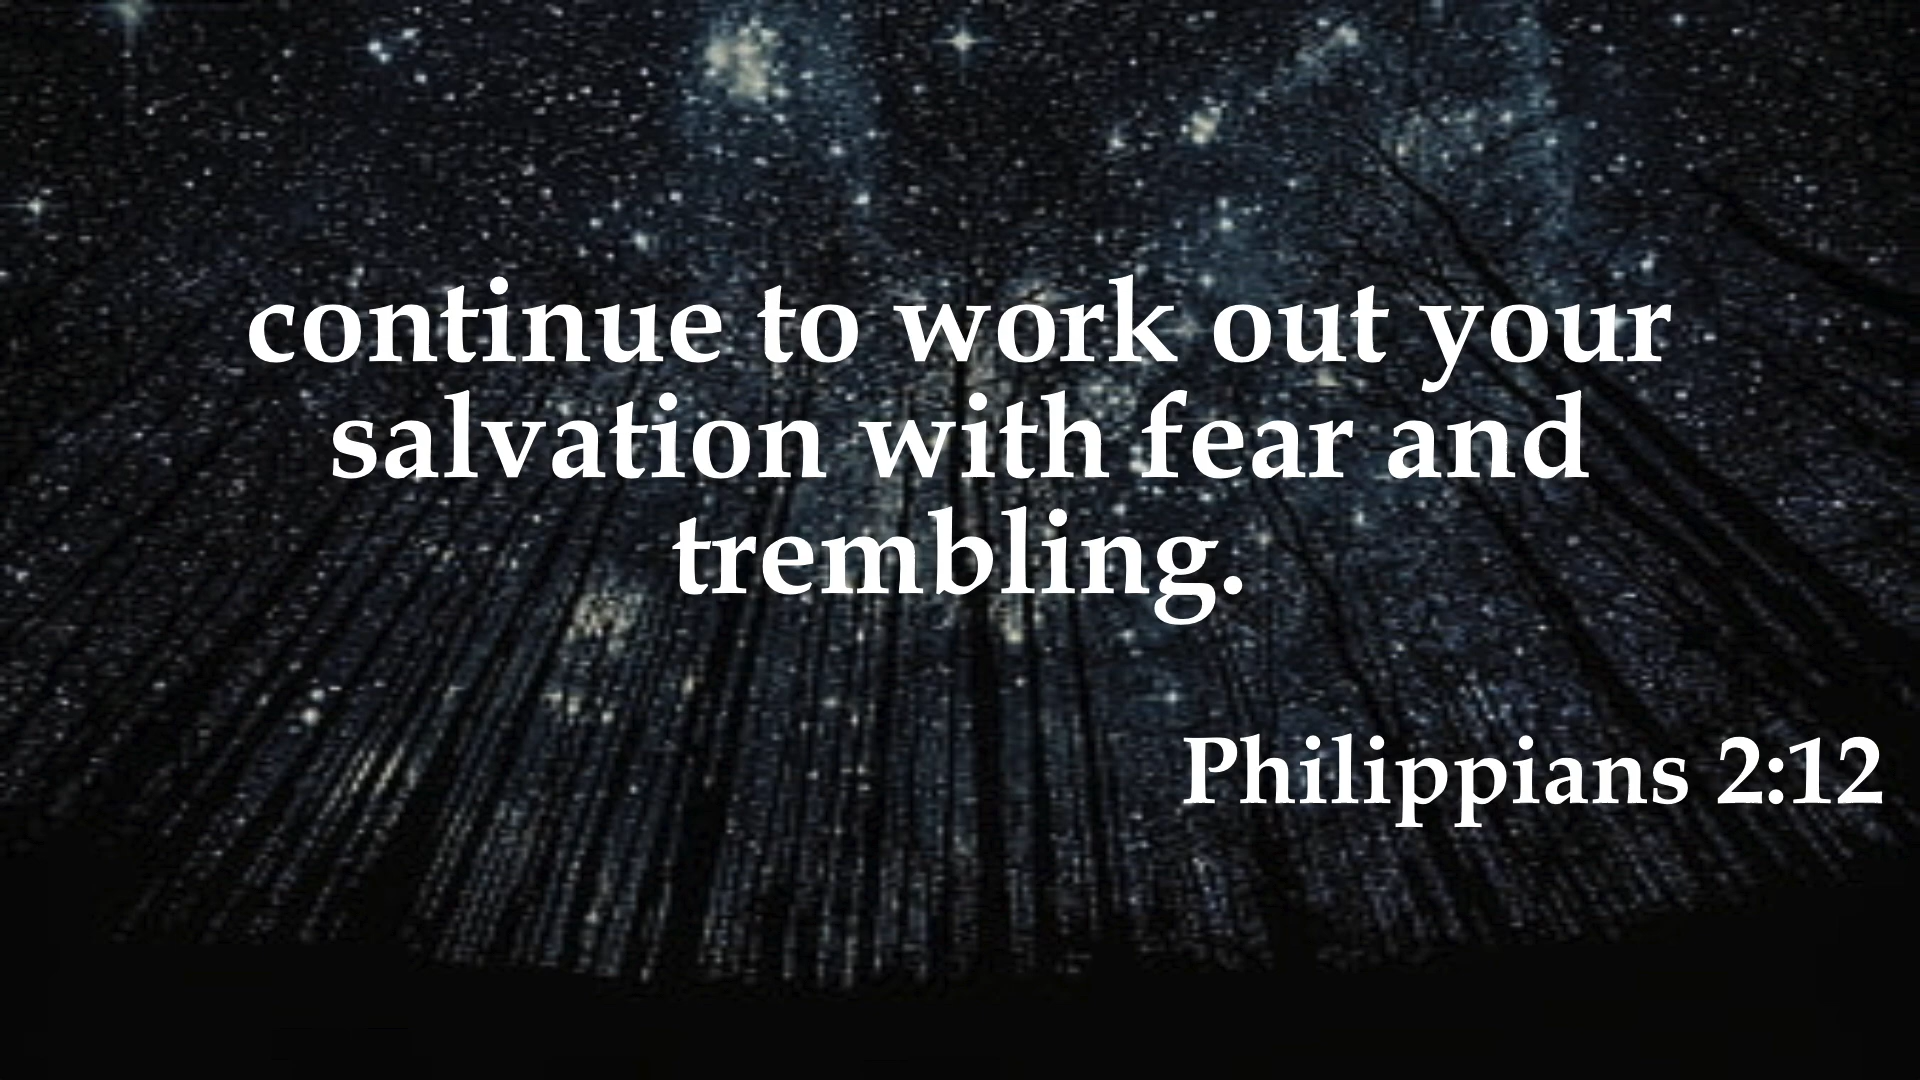 continue to work out your
salvation with fear and
trembling.
Philippians 2:12